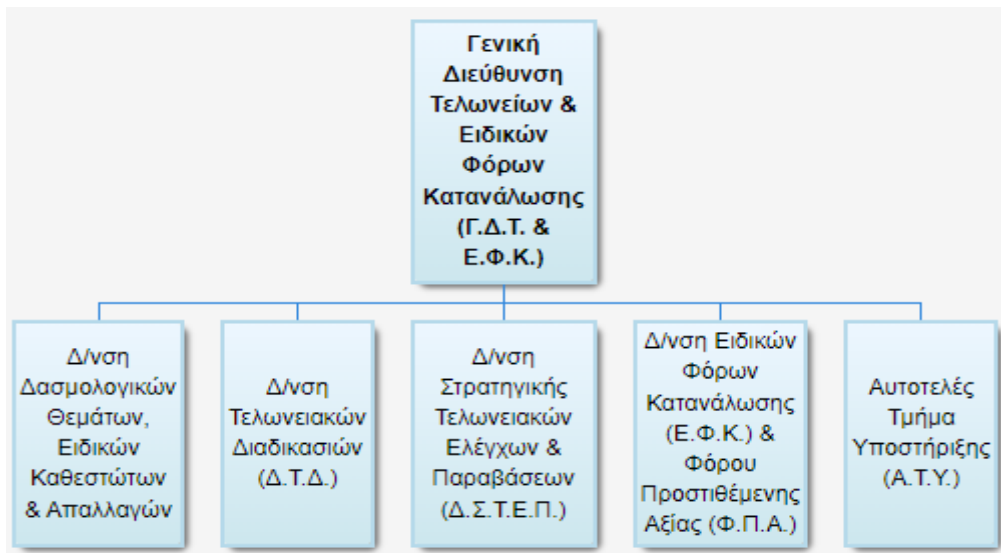 Γενική
Διεύθυνση
Τελωνείων &
Ειδικών
Φόρων
Κατανάλωσης
(Γ.Δ.Τ. &
Ε.Φ.Κ.)
Δ/νση
Δασμολογικών
Θεμάτων,
Ειδικών
Καθεστώτων
& Απαλλαγών
Δ/νση
Τελωνειακών
Διαδικασιών
(Δ.Τ.Δ.)
Δ/νση
Στρατηγικής
Τελωνειακών
Ελέγχων &
Παραβάσεων
(Δ.Σ.Τ.Ε.Π.)
Δ/νση Ειδικών
Φόρων
Κατανάλωσης
(Ε.Φ.Κ.) &
Φόρου
Προστιθέμενης
Αξίας (Φ.Π.Α.)
Αυτοτελές
Τμήμα
Υποστήριξης
(Α.Τ.Υ.)